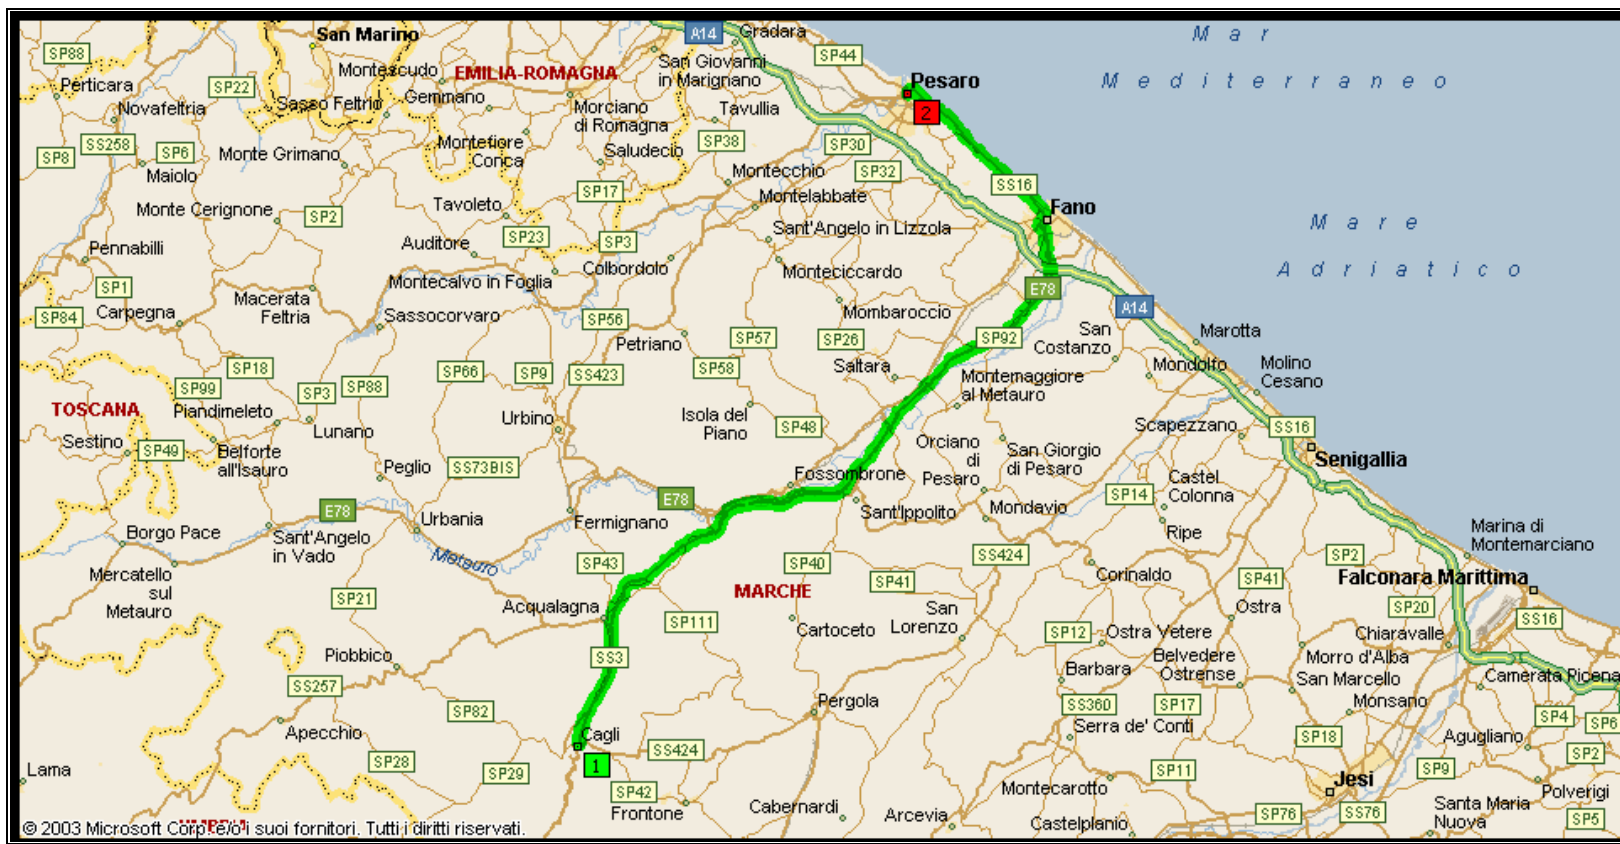 Mar
Mediterraneo
Mare
Adriatico
San Marino
A14
Gradara
SP88
SP44
San Giovanni
in Marignano
Montescudo
EMILIA-ROMAGNA
Perticara
SP22
Pesaro
2
Novafeltria
Sasso Feltrio
Gemmano
Morciano
di Romagna
Tavullia
SS258
SP6
SP8
Maiolo
Monte Grimano
Montefiore
Conca
Saludecio
SP38
SP30
SP32
Montecchio
SS16
SP17
Montelabbate
Fano
Monte Cerignone
SP2
Tavoleto
SP23
SP3
Sant'Angelo in Lizzola
Pennabilli
Auditore
Colbordolo
Monteciccardo
SP1
Macerata
Feltria
Montecalvo in Foglia
E78
A14
Carpegna
SP84
Sassocorvaro
SP56
Mombaroccio
Petriano
SP57
SP26
SP92
San
Costanzo
Marotta
Mondolfo
Molino
Cesano
SP18
SP99
SP3
SP88
SP66
SP9
SS423
SP58
Saltara
Montemaggiore
al Metauro
TOSCANA
Piandimeleto
Lunano
Urbino
Isola del
Piano
SP48
Scapezzano
SS16
Sestino
SP49
Belforte
all'Isauro
Peglio
SS73BIS
Orciano
di
Pesaro
San Giorgio
di Pesaro
Senigallia
Fossombrone
Castel
Colonna
SP14
E78
E78
Borgo Pace
Sant'Angelo
in Vado
Urbania
Fermignano
Sant'Ippolito
Mondavio
Ripe
Marina di
Montemarciano
Metauro
Mercatello
sul
Metauro
SP43
SP40
SS424
SP2
SP21
MARCHE
SP41
Corinaldo
SP41
Falconara Marittima
Acqualagna
SP111
Cartoceto
San
Lorenzo
Ostra
SP20
SS16
SP12
Ostra Vetere
Chiaravalle
Piobbico
SS3
Barbara
Belvedere
Ostrense
Morro d'Alba
San Marcello
Camerata Picena
SS257
Pergola
SS360
SP17
Monsano
SP4
SP6
SP82
Apecchio
Cagli
SS424
Serra de' Conti
SP18
Agugliano
SP2
Lama
SP28
SP29
1
SP42
Frontone
Cabernardi
Arcevia
Montecarotto
SP11
Jesi
SP9
Polverigi
Castelplanio
SP76
SS76
Santa Maria
Nuova
SP5
© 2003 Microsoft Corp. e/o i suoi fornitori. Tutti i diritti riservati.